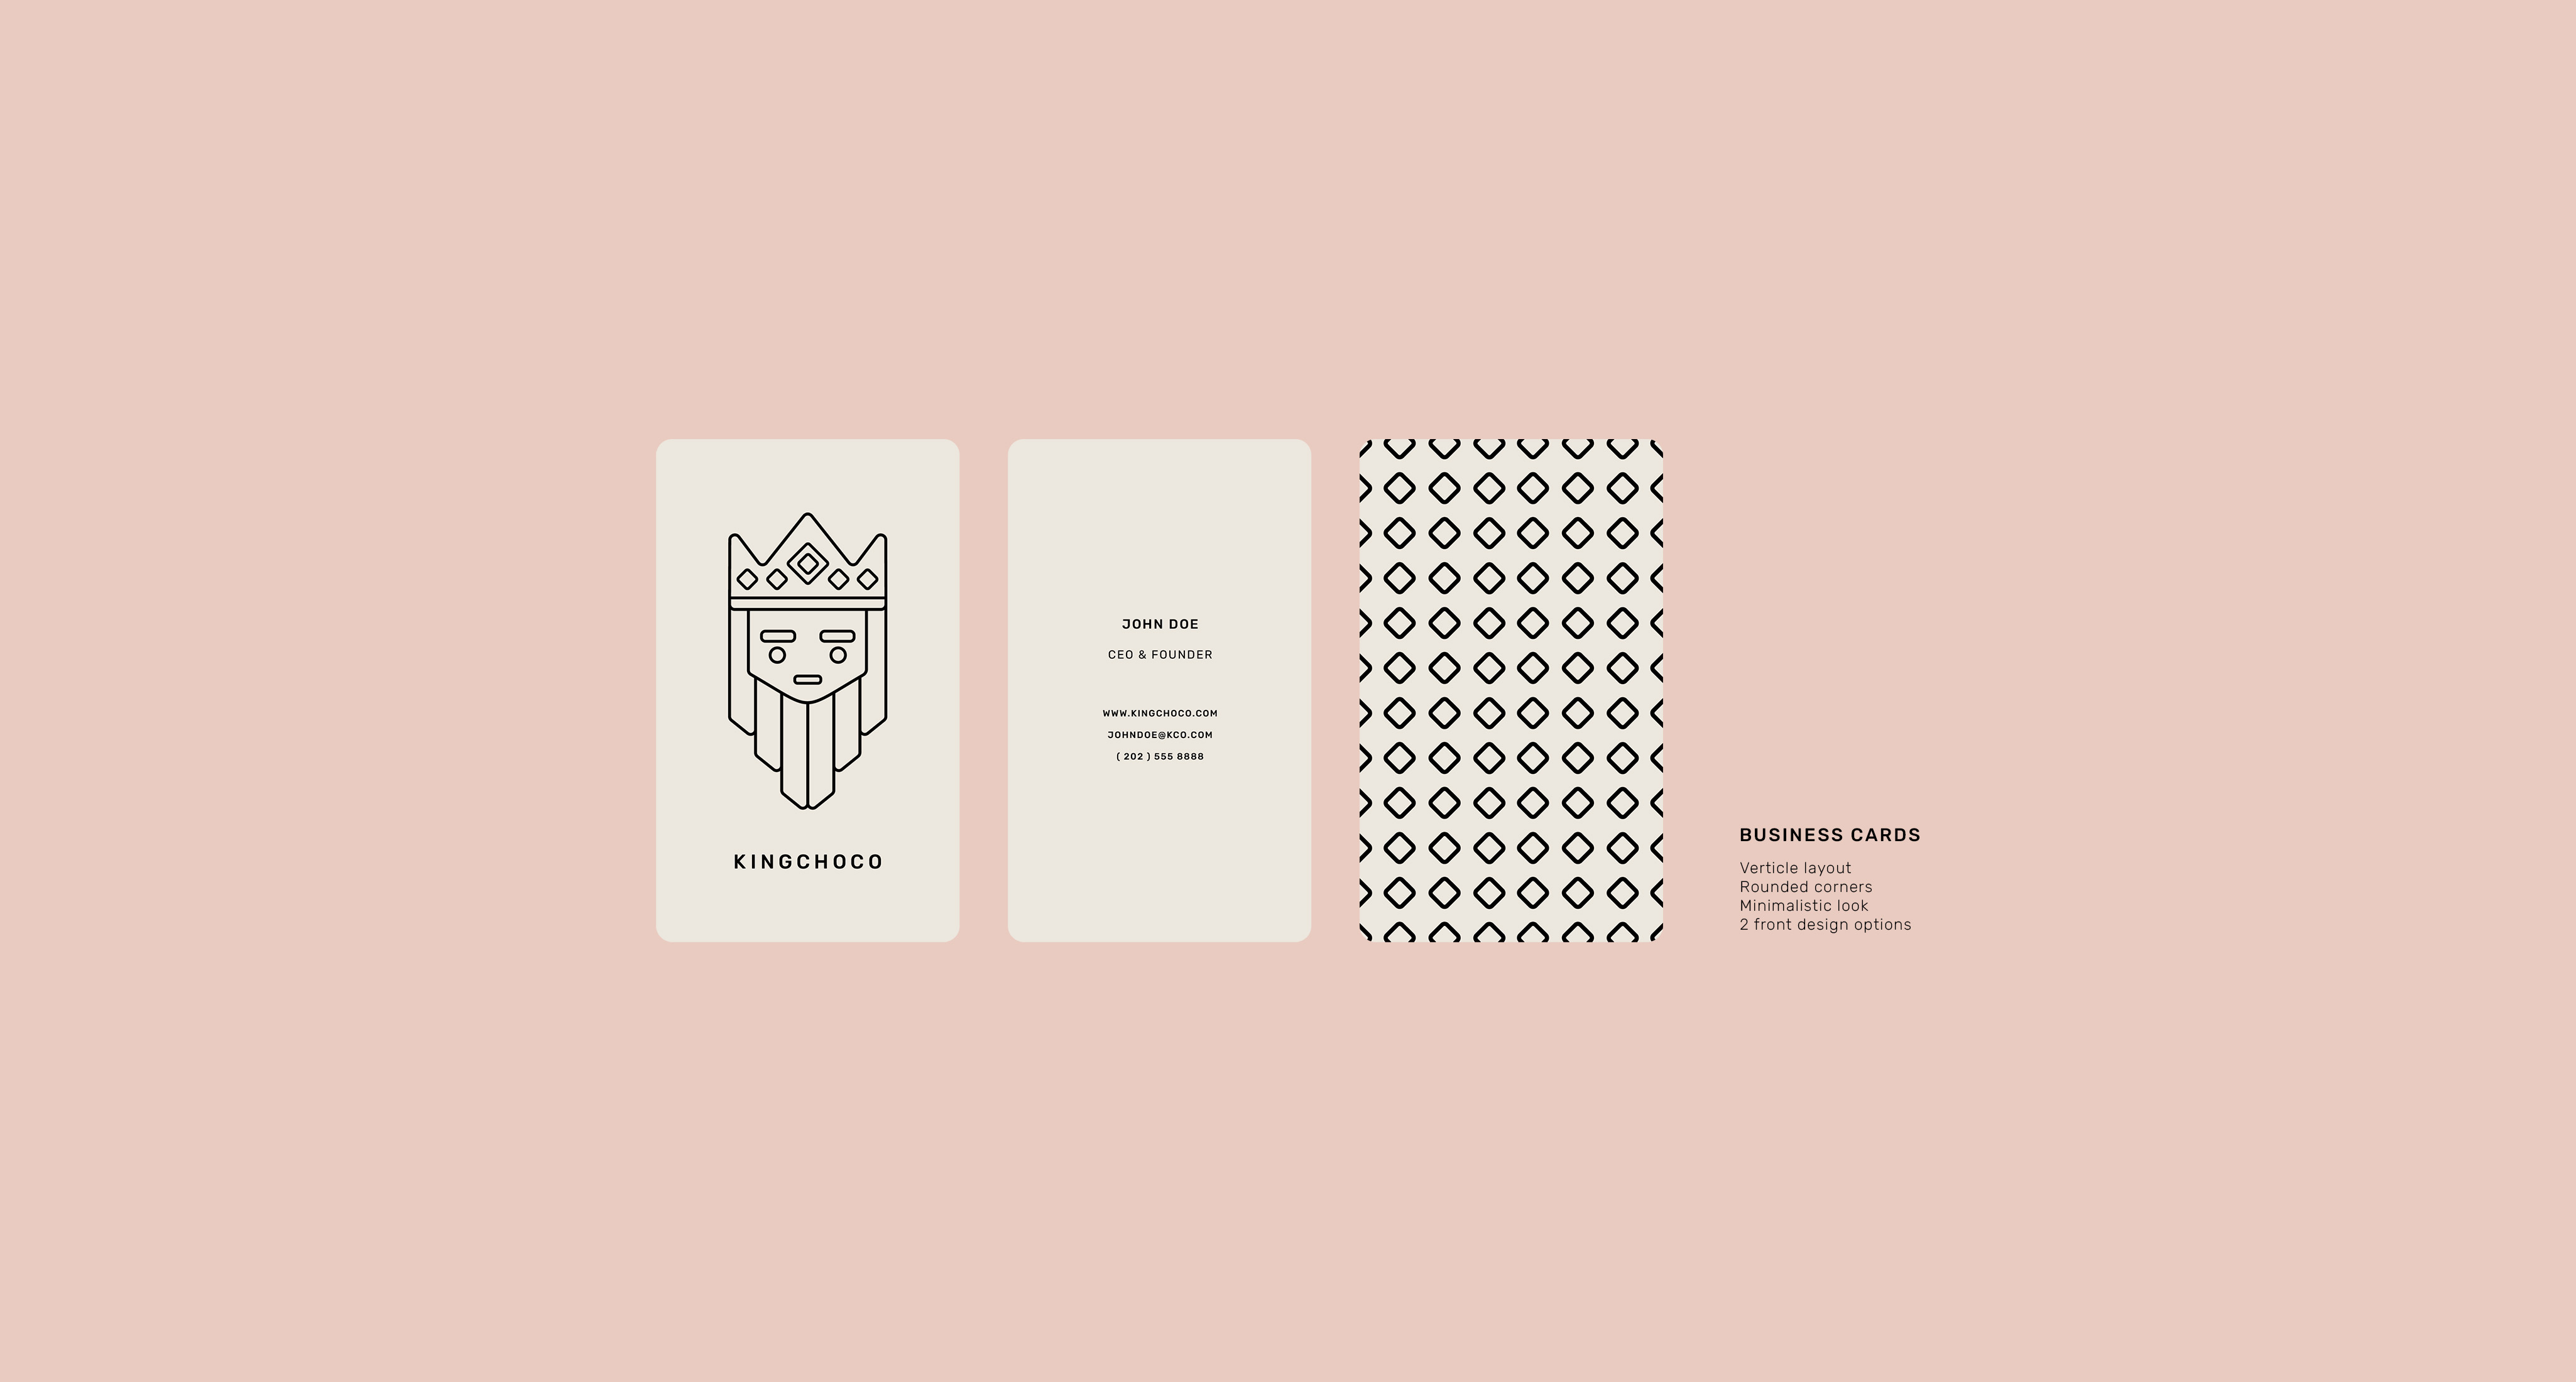 KINGCHOCO
JOHN DOE
CEO & FOUNDER
WWW.KINGCHOCO.COM
JOHNDOE@KCO.COM
( 202 ) 555 8888
BUSINESS CARDS
Verticle layout
Rounded corners
Minimalistic look
2 front design options